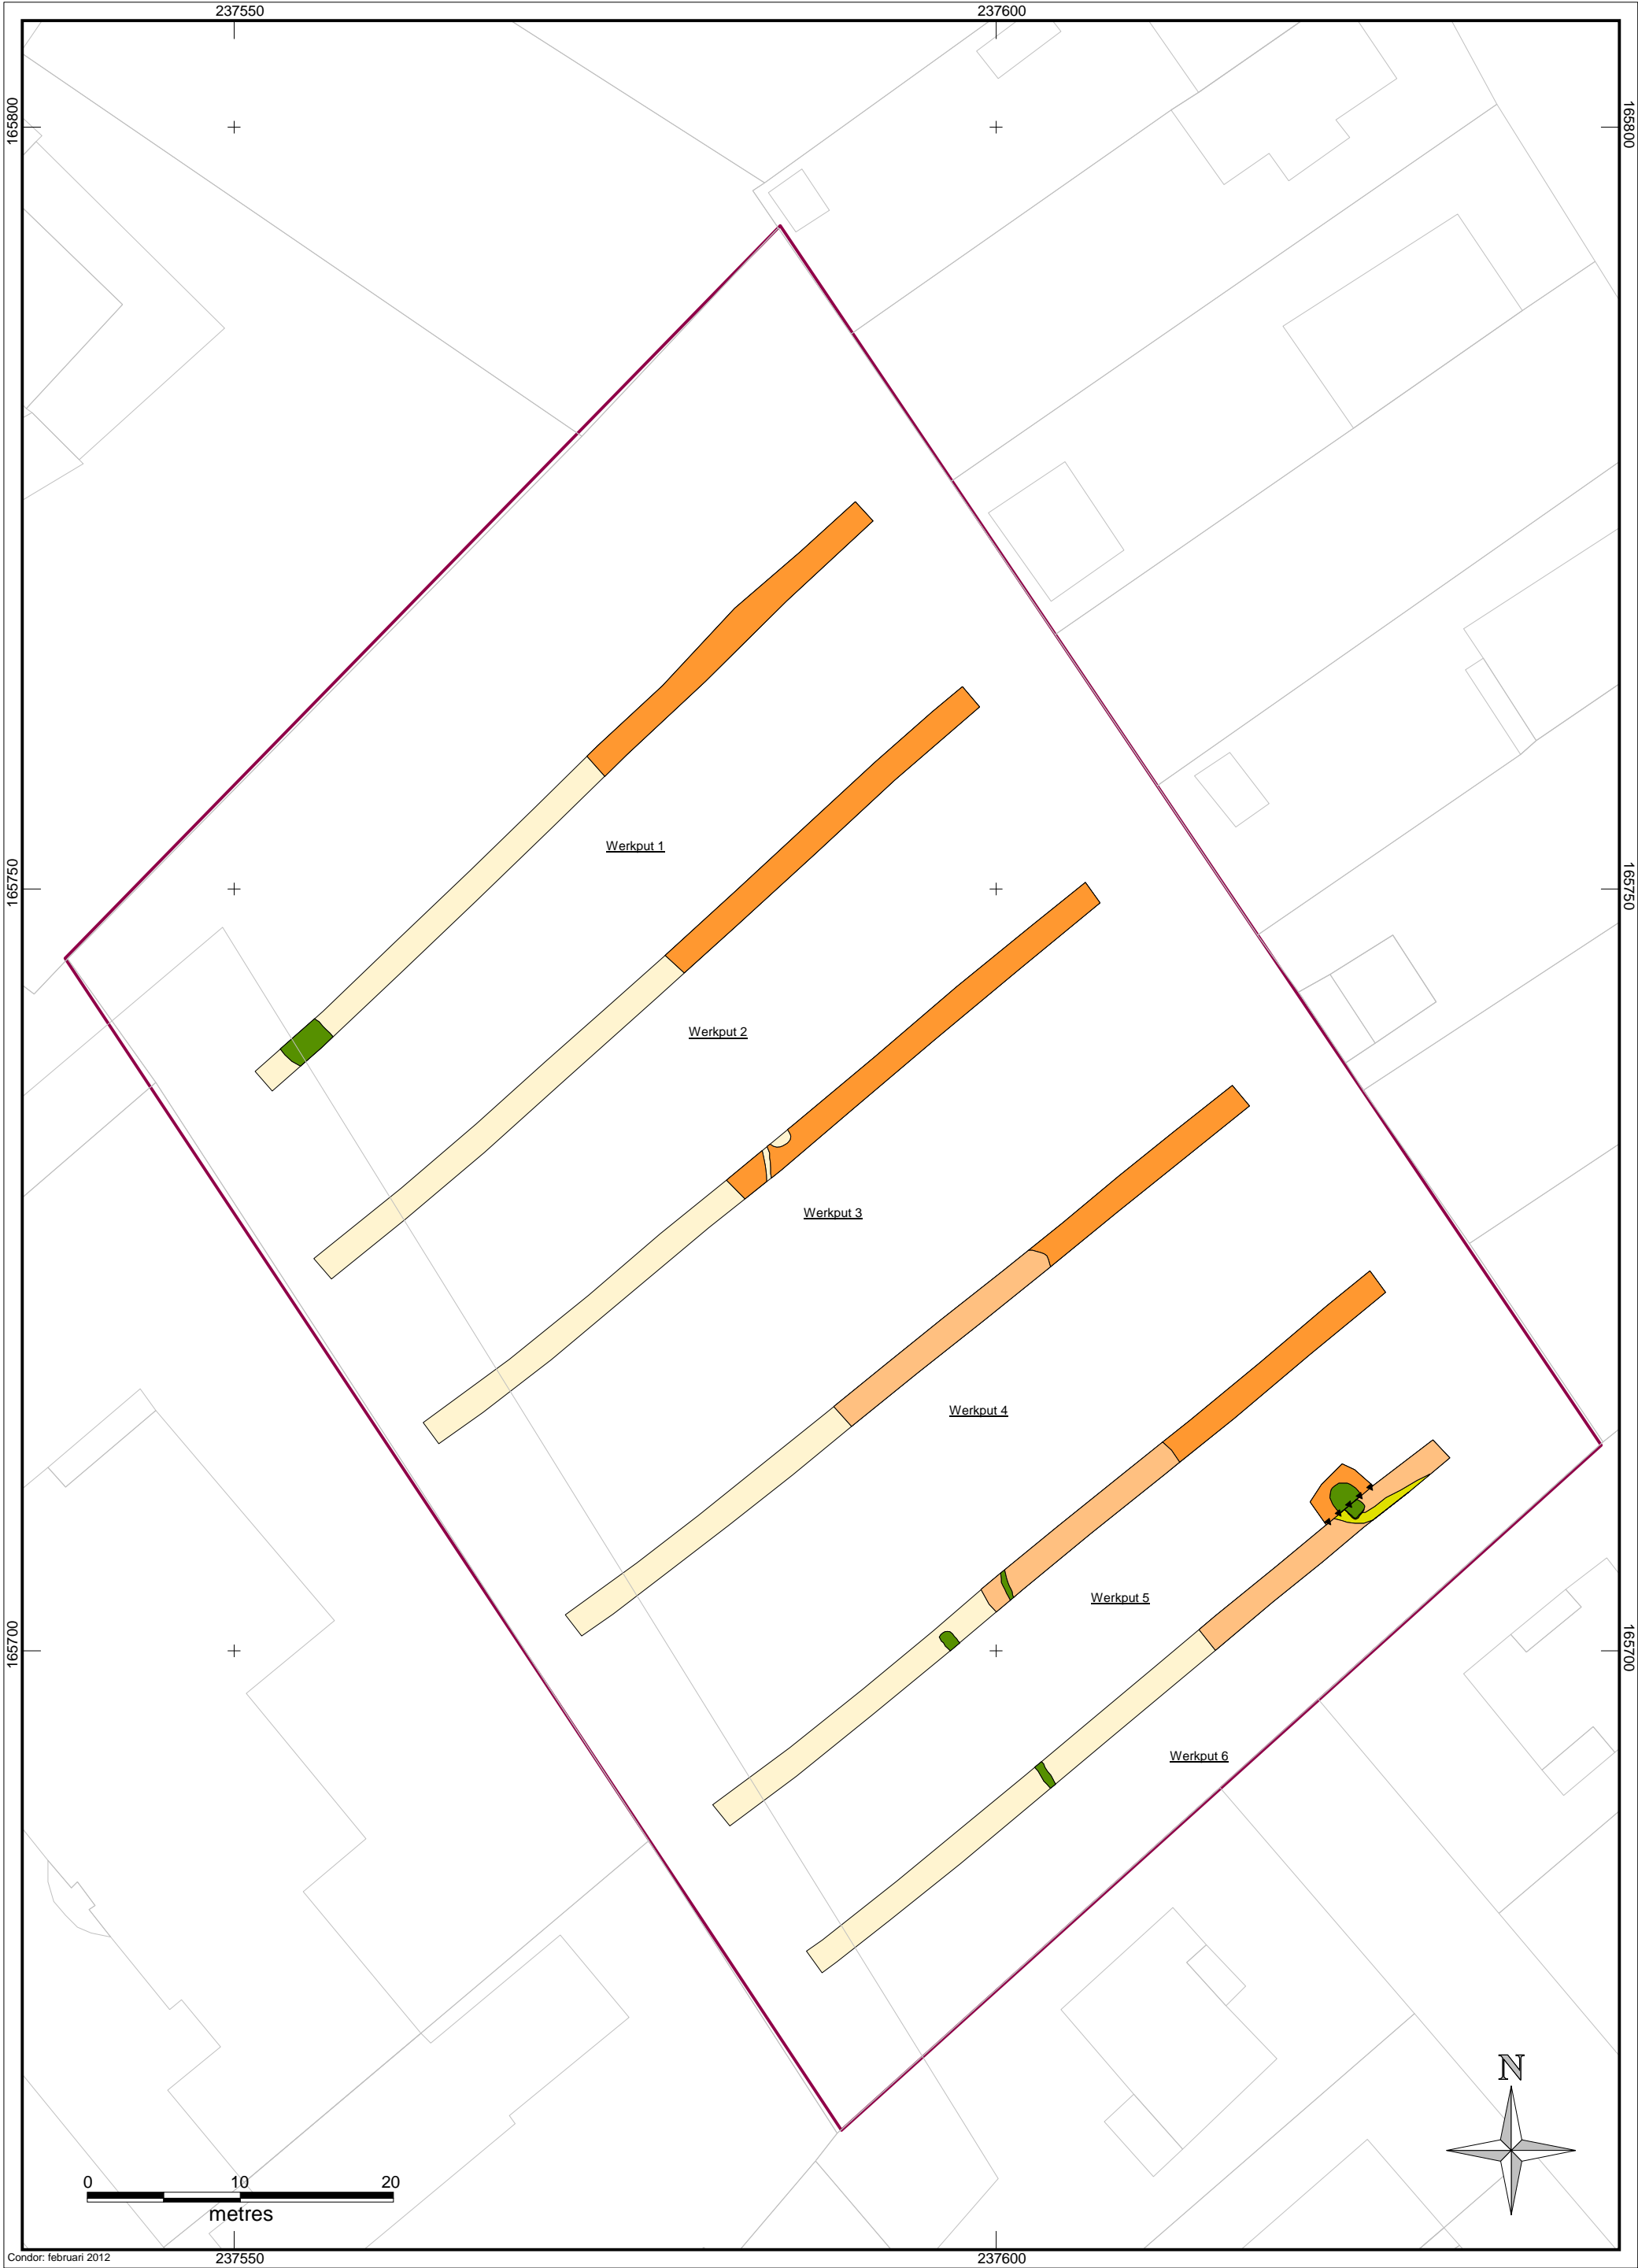 237550
237600
165800
165800
Werkput 1
165750
165750
Werkput 2
Werkput 3
Werkput 4
Werkput 5
165700
165700
Werkput 6
N
0 10 20
metres
Condor: februari 2012
237550
237600